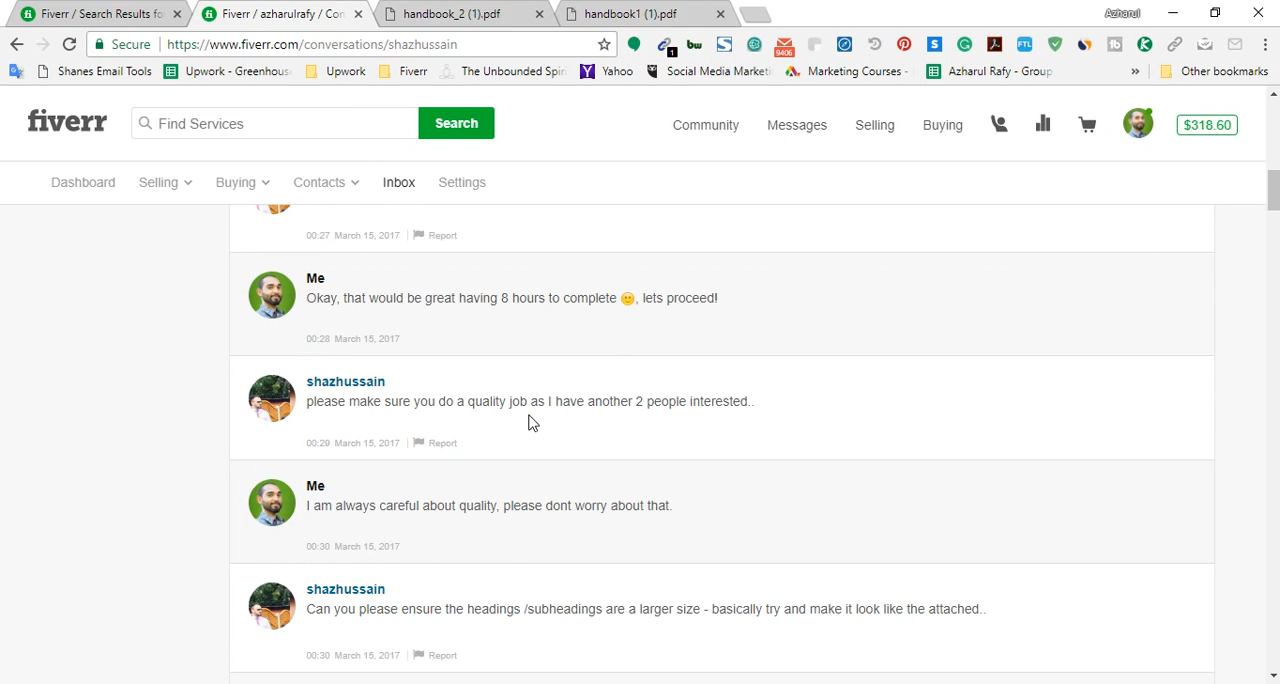 Fiverr / Search Results fo
Fiverr / azharulrafy / Con
handbook_2 (1).pdf
handbook1 (1).pdf
Azharul
Secure
https://www.fiverr.com/conversations/shazhussain
1
bw
9406
FTL
Shanes Email Tools
Upwork - Greenhous
Upwork
Fiverr
The Unbounded Spir
Yahoo
Social Media Marketi
Marketing Courses -
Azharul Rafy - Group
»
Other bookmarks
fiverr
Find Services
Search
Community
Messages
Selling
Buying
$318.60
Dashboard
Selling
Buying
Contacts
Inbox
Settings
00:27 March 15, 2017 | Report
Me
Okay, that would be great having 8 hours to complete 🙂, lets proceed!
00:28 March 15, 2017
shazhussain
please make sure you do a quality job as I have another 2 people interested..
00:29 March 15, 2017 | Report
Me
I am always careful about quality, please dont worry about that.
00:30 March 15, 2017
shazhussain
Can you please ensure the headings /subheadings are a larger size - basically try and make it look like the attached..
00:30 March 15, 2017 | Report